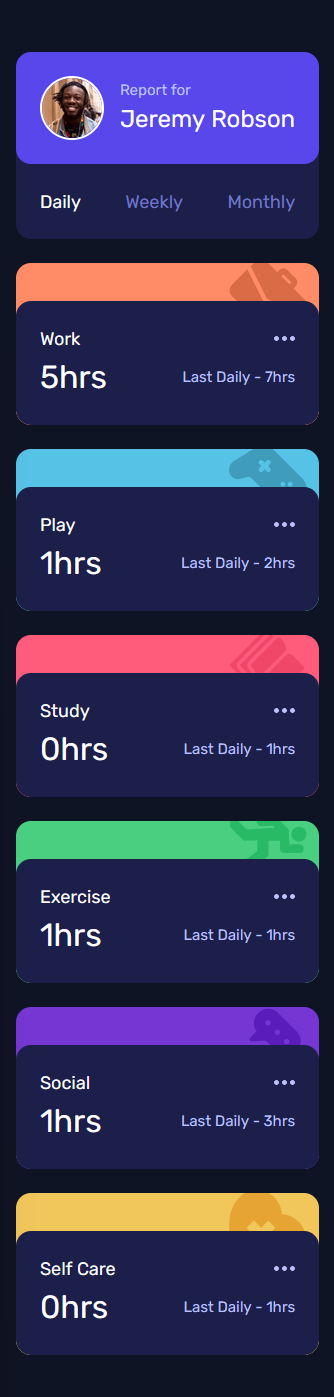 Report for
Jeremy Robson
Daily Weekly Monthly
Work
5hrs Last Daily - 7hrs
Play
1hrs Last Daily - 2hrs
Study
0hrs Last Daily - 1hrs
Exercise
1hrs Last Daily - 1hrs
Social
1hrs Last Daily - 3hrs
Self Care
0hrs Last Daily - 1hrs